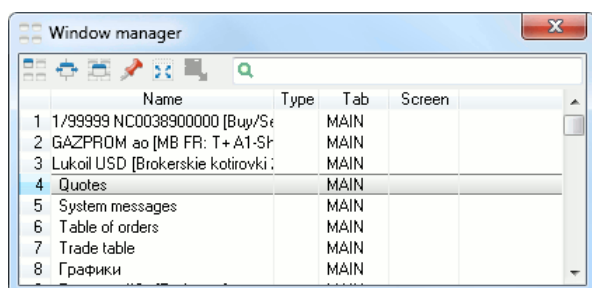 Window manager
Name Type Tab Screen
1 1/99999 NC0038900000 [Buy/Se MAIN
2 GAZPROM ao [MB FR: T+ A1-Sh MAIN
3 Lukoil USD [Brokerskie kotirovki MAIN
4 Quotes MAIN
5 System messages MAIN
6 Table of orders MAIN
7 Trade table MAIN
8 Графики MAIN